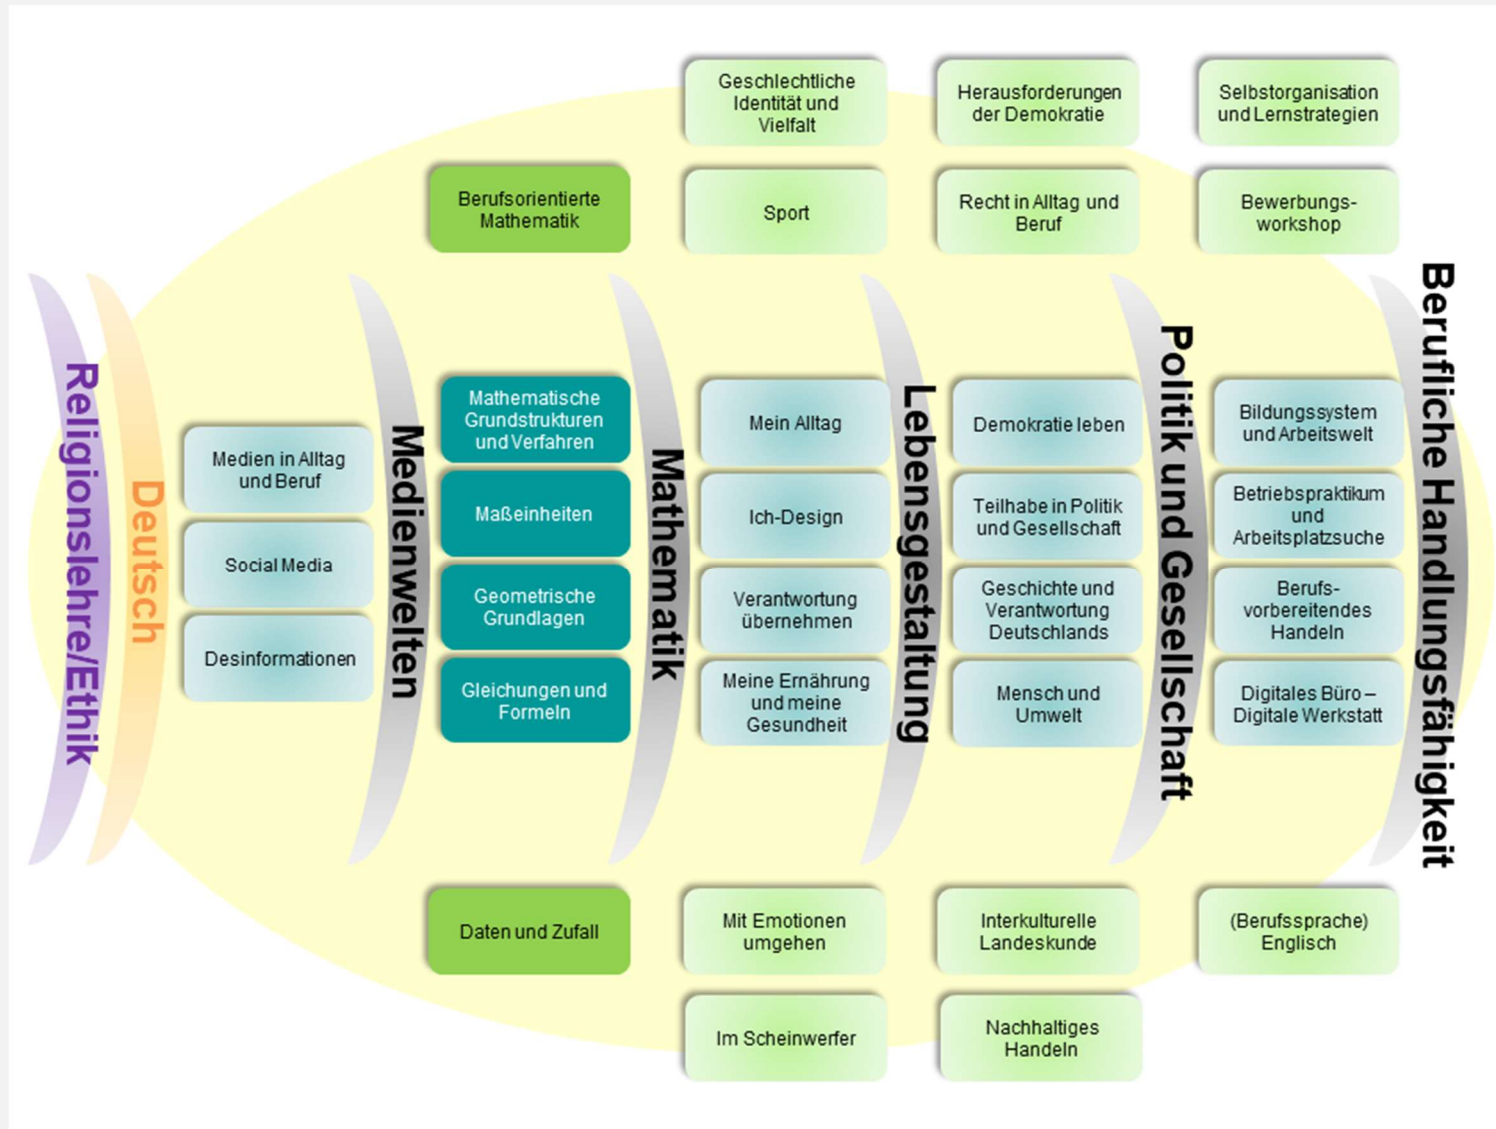 Geschlechtliche
Identität und
Vielfalt
Herausforderungen
der Demokratie
Selbstorganisation
und Lernstrategien
Berufsorientierte
Mathematik
Sport
Recht in Alltag und
Beruf
Bewerbungs-
workshop
Religionslehre/Ethik
Deutsch
Medien in Alltag
und Beruf
Social Media
Desinformationen
Medienwelten
Mathematische
Grundstrukturen
und Verfahren
Maßeinheiten
Geometrische
Grundlagen
Gleichungen und
Formeln
Mathematik
Mein Alltag
Ich-Design
Verantwortung
übernehmen
Meine Ernährung
und meine
Gesundheit
Lebensgestaltung
Demokratie leben
Teilhabe in Politik
und Gesellschaft
Geschichte und
Verantwortung
Deutschlands
Mensch und
Umwelt
Politik und Gesellschaft
Bildungssystem
und Arbeitswelt
Betriebspraktikum
und
Arbeitsplatzsuche
Berufs-
vorbereitendes
Handeln
Digitales Büro –
Digitale Werkstatt
Berufliche Handlungsfähigkeit
Daten und Zufall
Mit Emotionen
umgehen
Interkulturelle
Landeskunde
(Berufssprache)
Englisch
Im Scheinwerfer
Nachhaltiges
Handeln